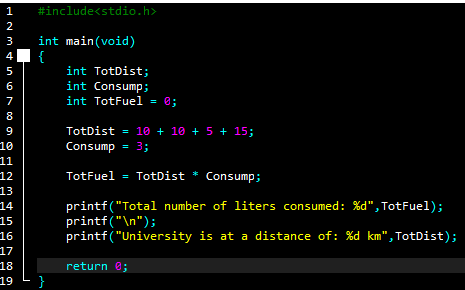 1 #include<stdio.h>
2
3 int main(void)
4 {
5 int TotDist;
6 int Consump;
7 int TotFuel = 0;
8
9 TotDist = 10 + 10 + 5 + 15;
10 Consump = 3;
11
12 TotFuel = TotDist * Consump;
13
14 printf("Total number of liters consumed: %d",TotFuel);
15 printf("\n");
16 printf("University is at a distance of: %d km",TotDist);
17
18 return 0;
19 }